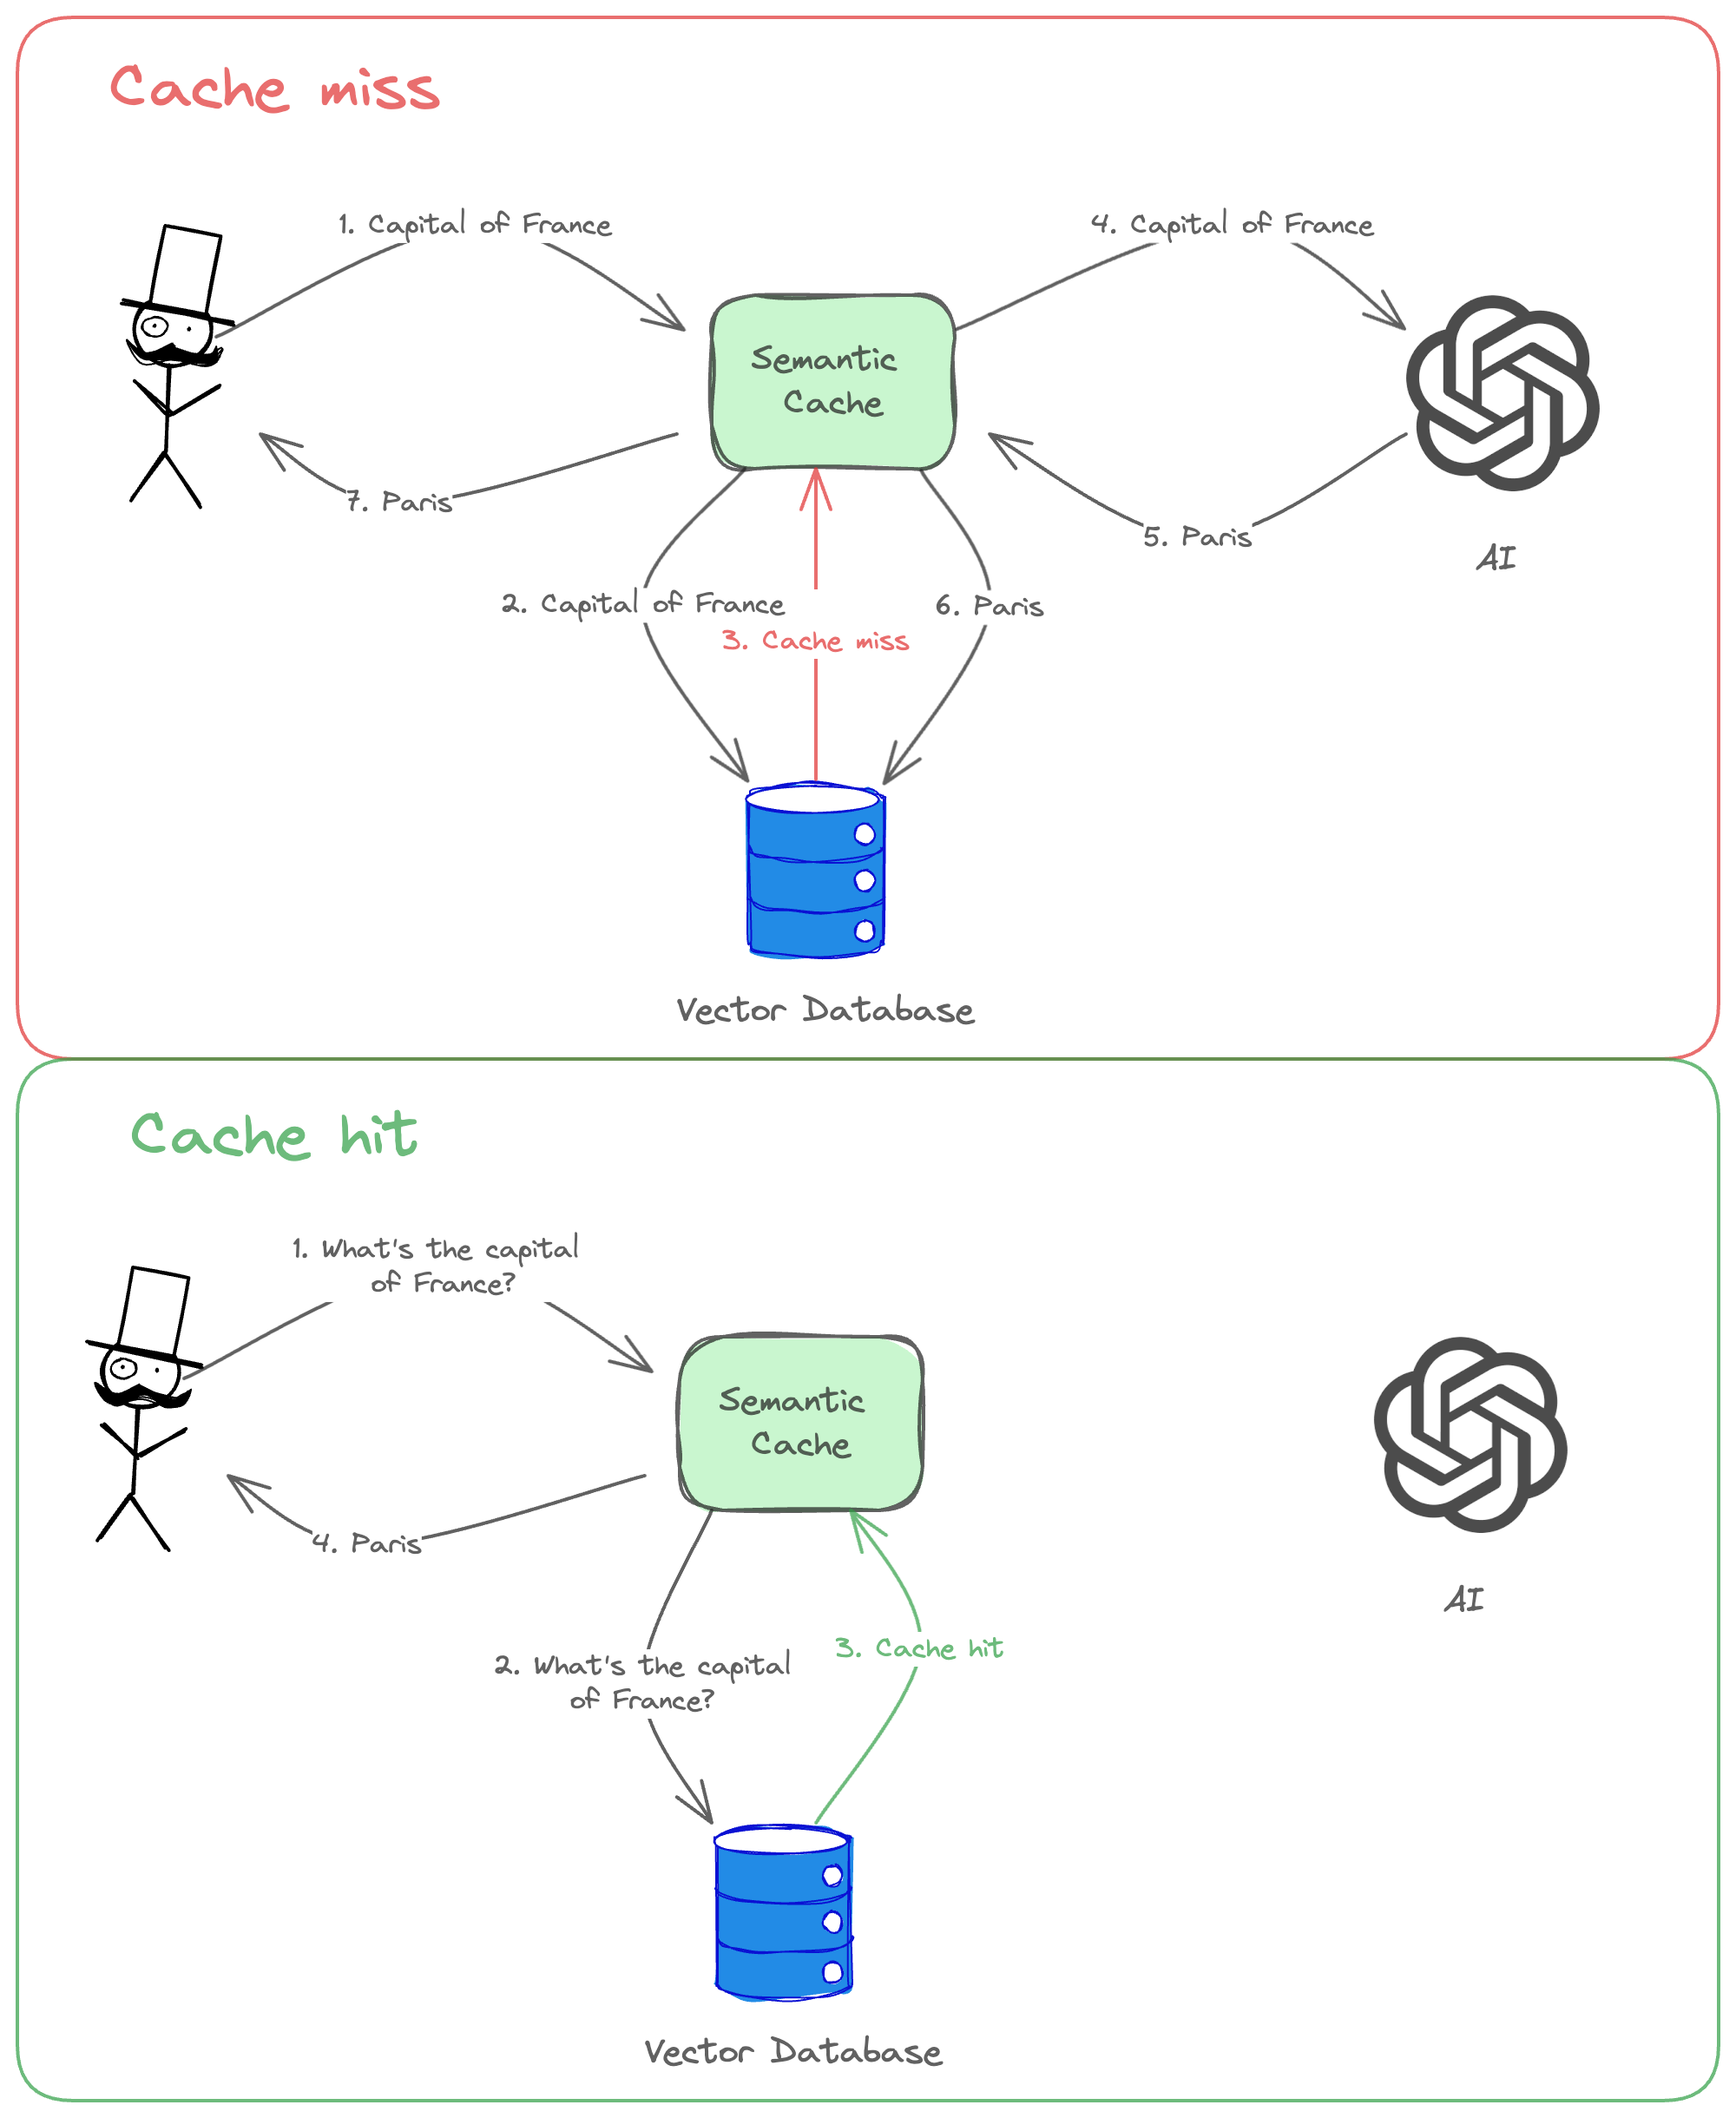 Cache miss
1. Capital of France
4. Capital of France
Semantic
Cache
7. Paris
5. Paris
AI
2. Capital of France
6. Paris
3. Cache miss
Vector Database
Cache hit
1. What's the capital
of France?
Semantic
Cache
4. Paris
AI
3. Cache hit
2. What's the capital
of France?
Vector Database